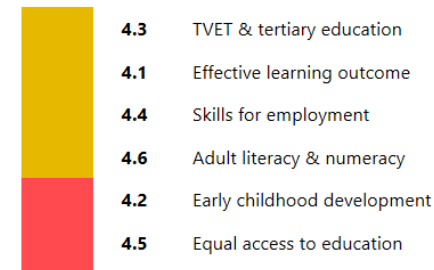 4.3 TVET & tertiary education
4.1 Effective learning outcome
4.4 Skills for employment
4.6 Adult literacy & numeracy
4.2 Early childhood development
4.5 Equal access to education